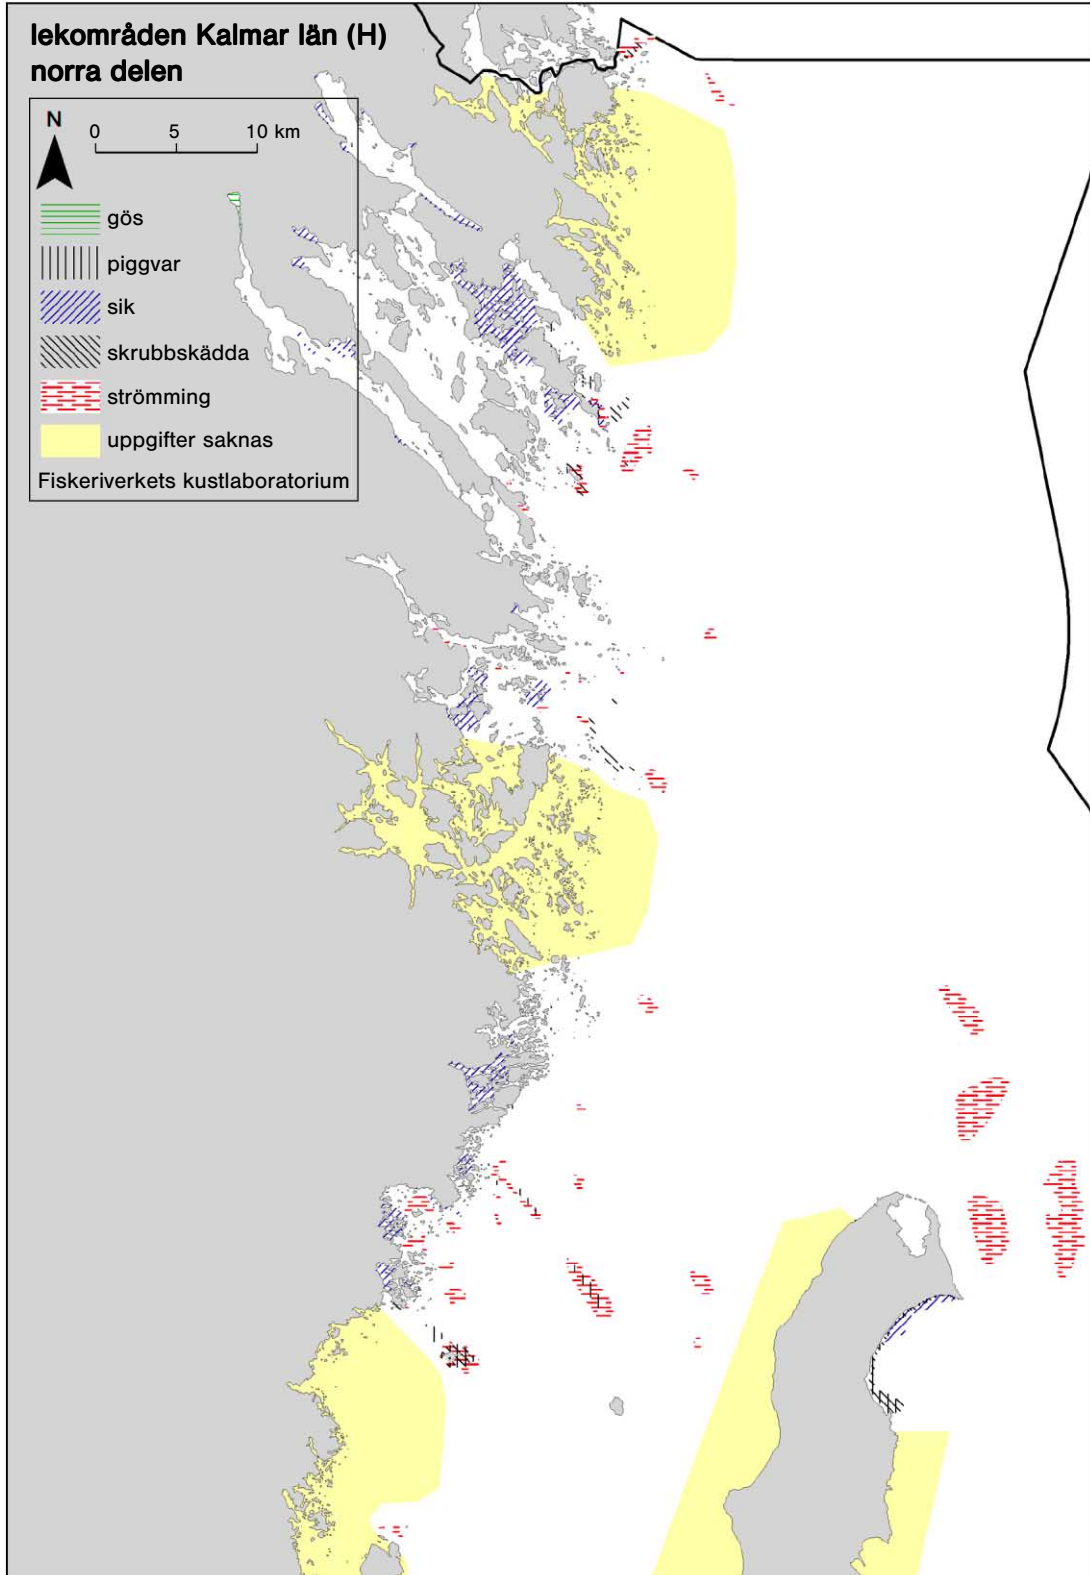 lekområden Kalmar län (H)
norra delen
N
0 5 10 km
gös
piggvar
sik
skrubbskädda
strömming
uppgifter saknas
Fiskeriverkets kustlaboratorium